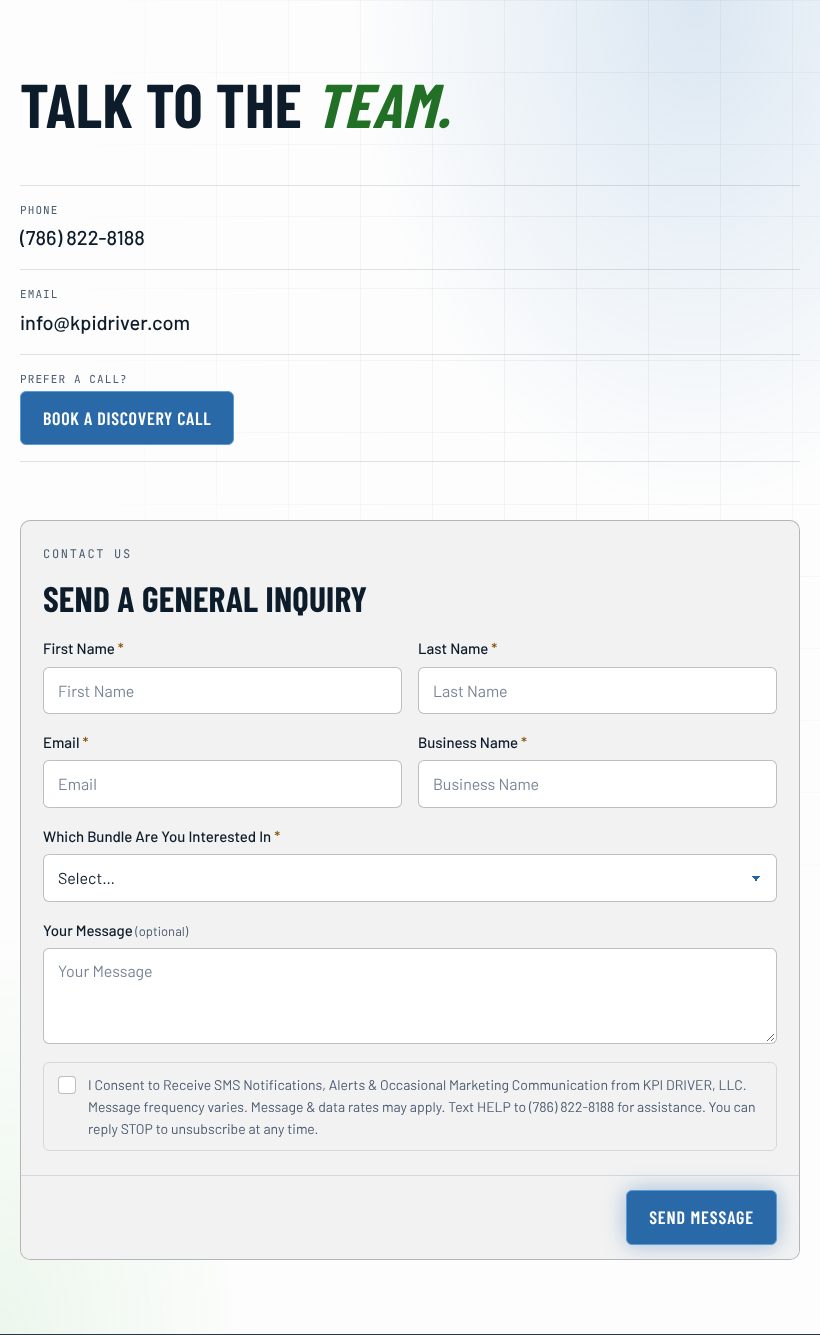 TALK TO THE TEAM.
PHONE
(786) 822-8188
EMAIL
info@kpidriver.com
PREFER A CALL?
BOOK A DISCOVERY CALL
CONTACT US
SEND A GENERAL INQUIRY
First Name *
Last Name *
First Name
Last Name
Email *
Business Name *
Email
Business Name
Which Bundle Are You Interested In *
Select...
Your Message (optional)
Your Message
I Consent to Receive SMS Notifications, Alerts & Occasional Marketing Communication from KPI DRIVER, LLC.
Message frequency varies. Message & data rates may apply. Text HELP to (786) 822-8188 for assistance. You can
reply STOP to unsubscribe at any time.
SEND MESSAGE